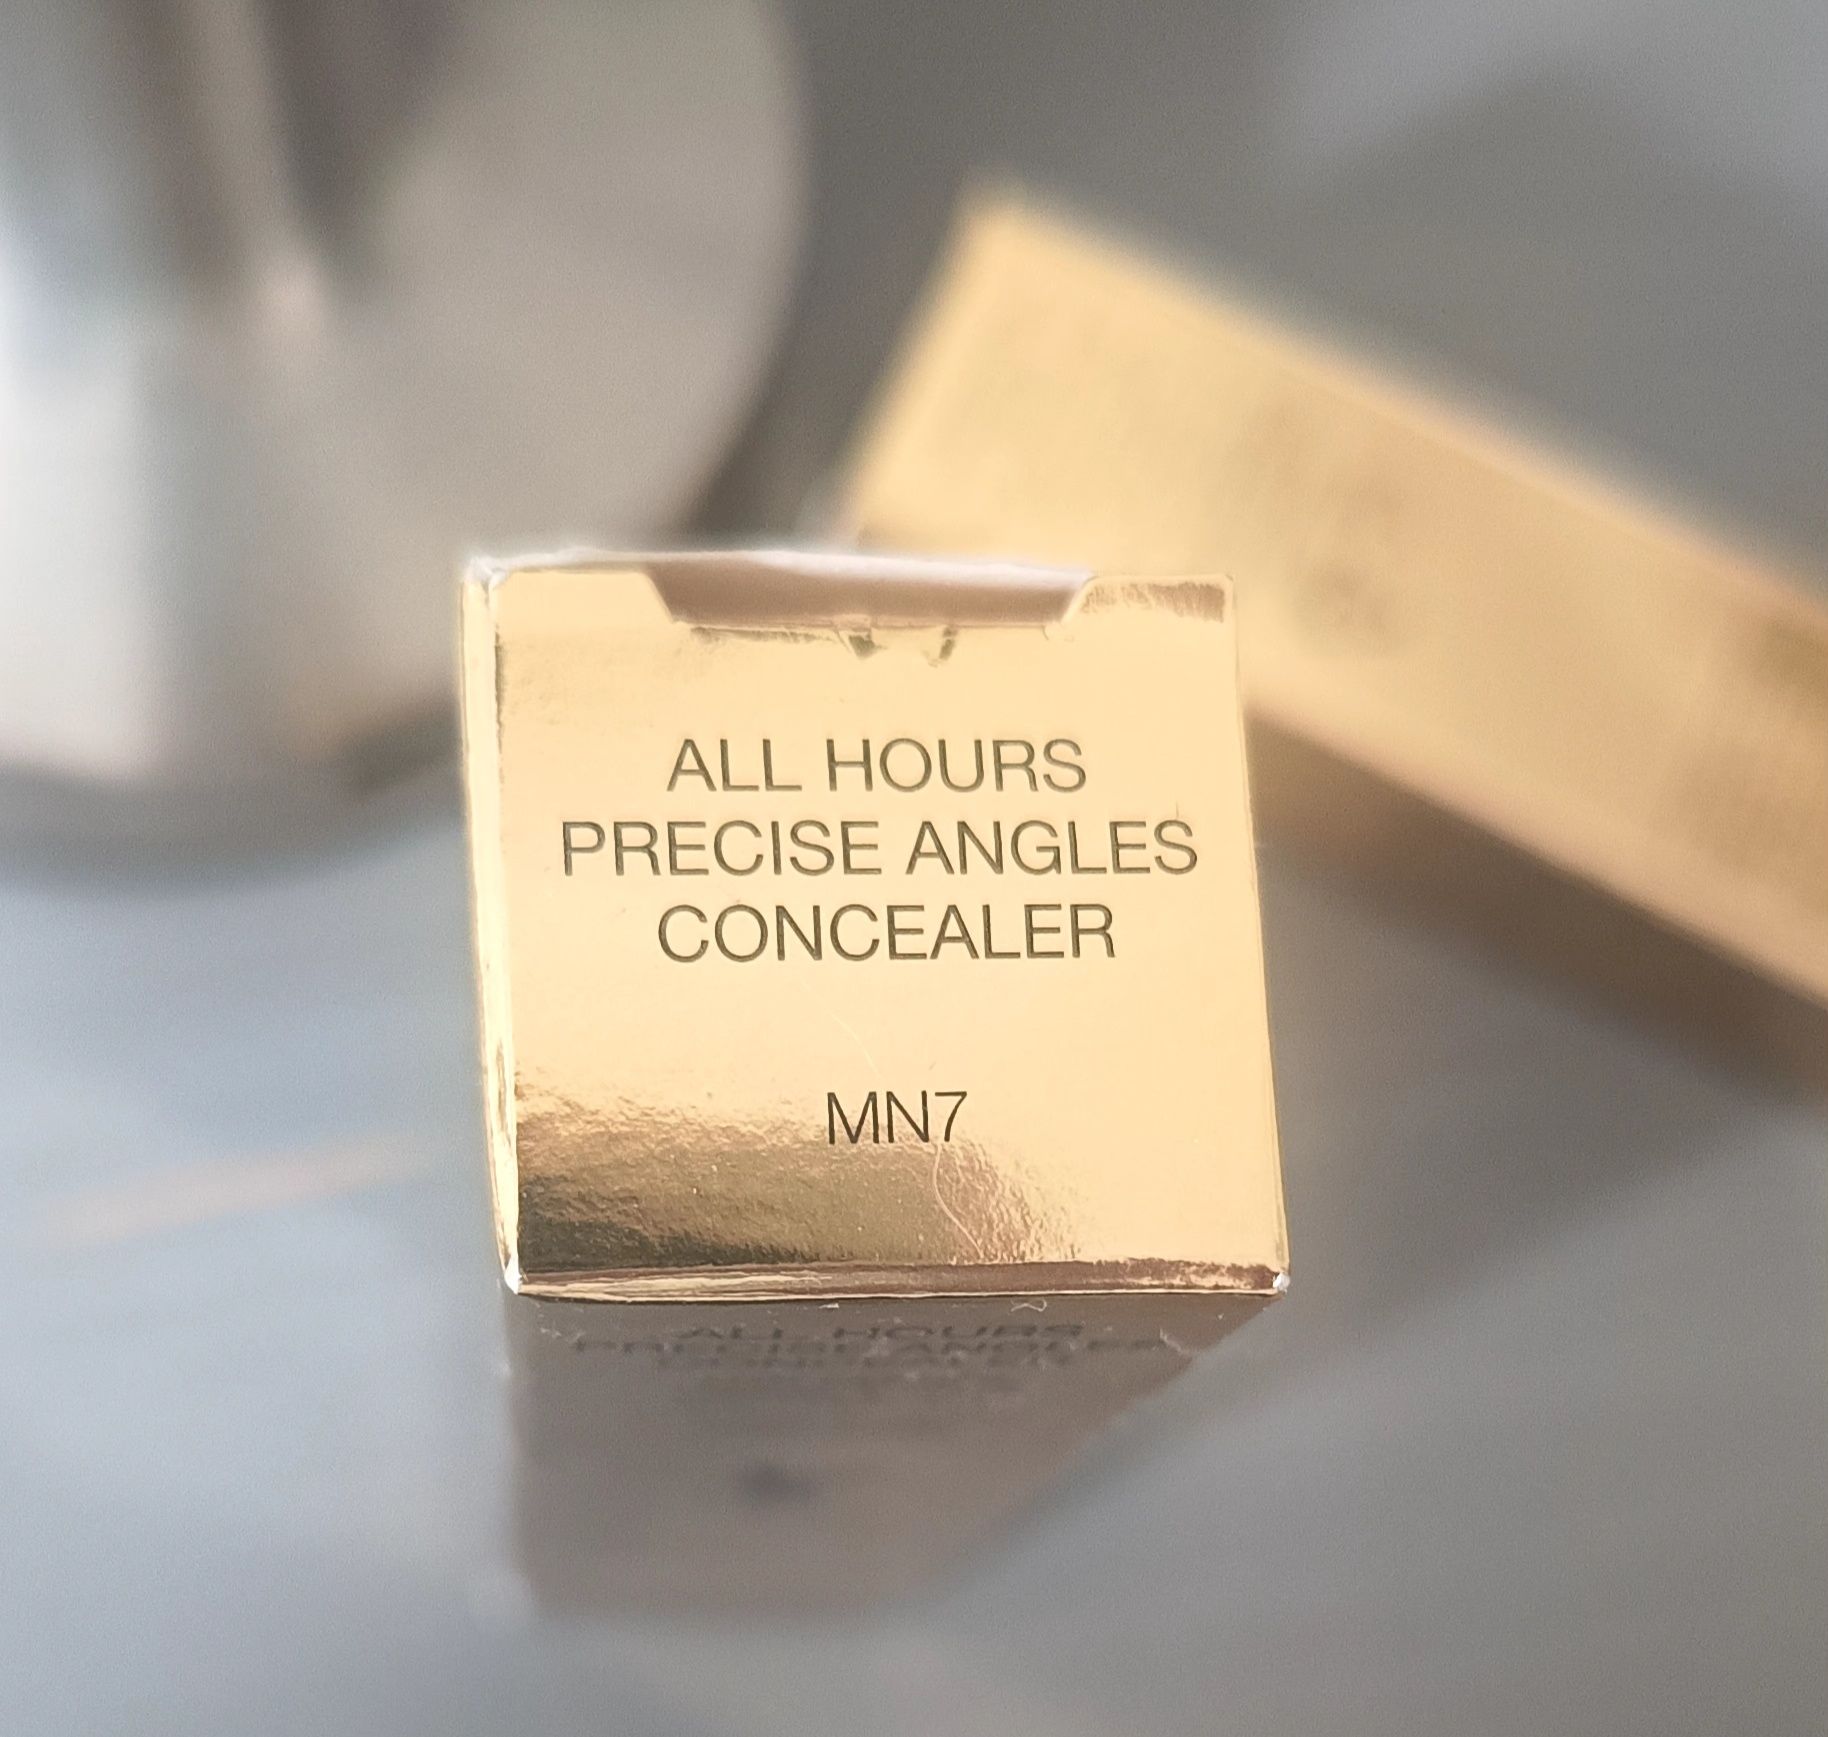 ALL HOURS
PRECISE ANGLES
CONCEALER
MN7